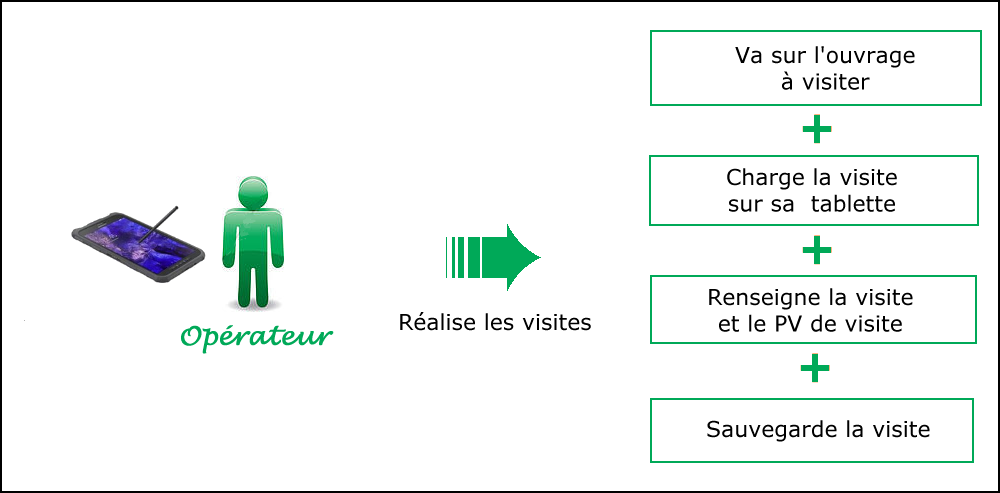 Va sur l'ouvrage
à visiter
+
Charge la visite
sur sa tablette
+
Renseigne la visite
et le PV de visite
+
Sauvegarde la visite
Opérateur
Réalise les visites